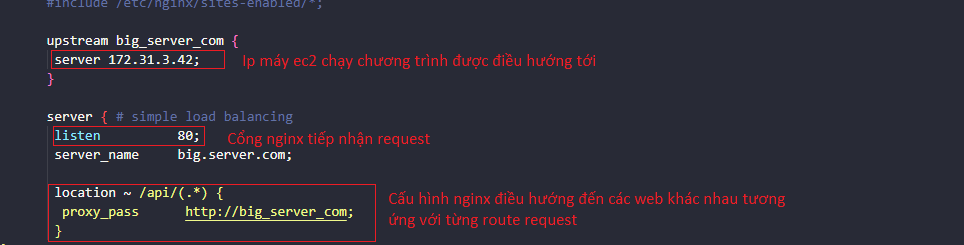 #include /etc/nginx/sites-enabled/*;
upstream big_server_com {
server 172.31.3.42; Ip máy ec2 chạy chương trình được điều hướng tới
}
server { # simple load balancing
listen 80; Cổng nginx tiếp nhận request
server_name big.server.com;
location ~ /api/(.*) {
proxy_pass http://big_server_com;
}
Cấu hình nginx điều hướng đến các web khác nhau tương
ứng với từng route request